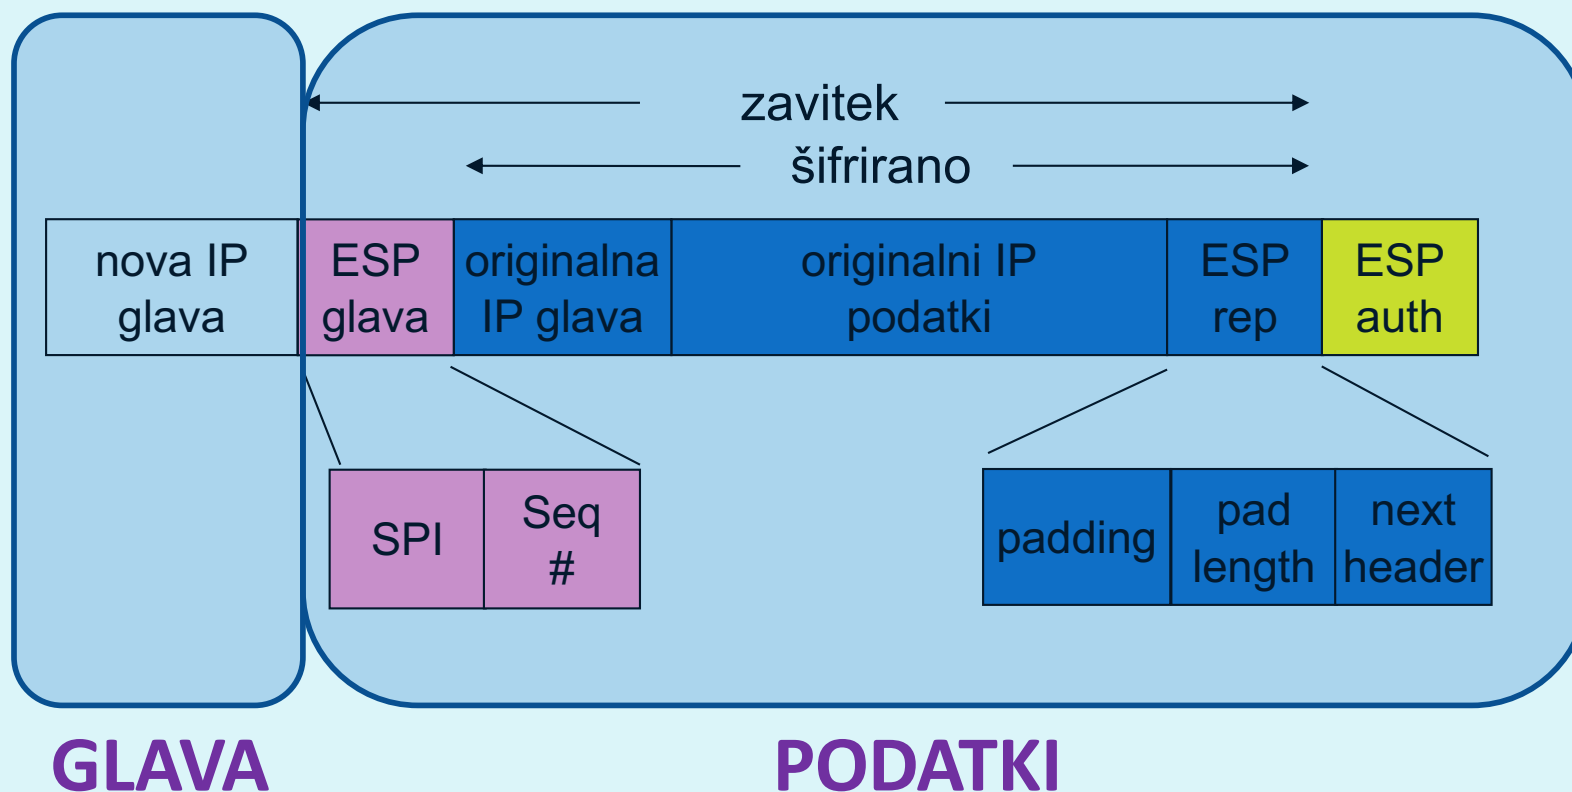 zavitek
šifrirano
nova IP
glava
ESP
glava
originalna
IP glava
originalni IP
podatki
ESP
rep
ESP
auth
SPI
Seq
#
padding
pad
length
next
header
GLAVA
PODATKI